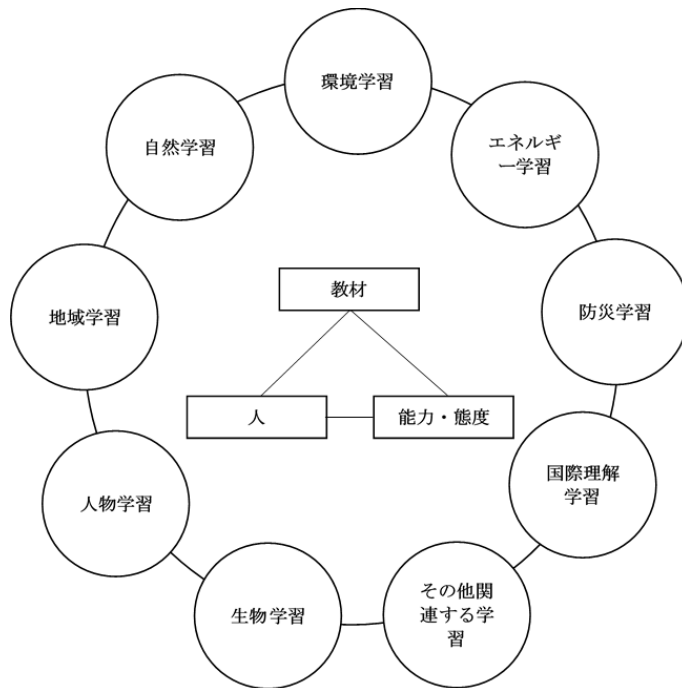 環境学習
エネルギ
ー学習
防災学習
国際理解
学習
その他関
連する学
習
生物学習
人物学習
地域学習
自然学習
教材
人
能力・態度